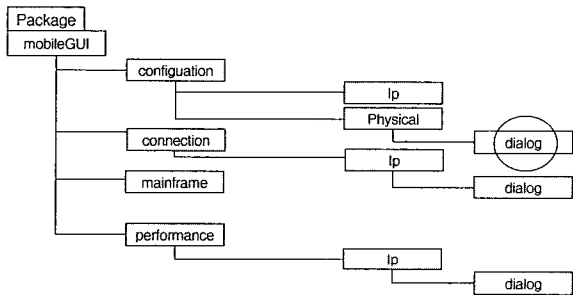 Package
mobileGUI
configuation
Ip
Physical
dialog
connection
Ip
dialog
mainframe
performance
Ip
dialog